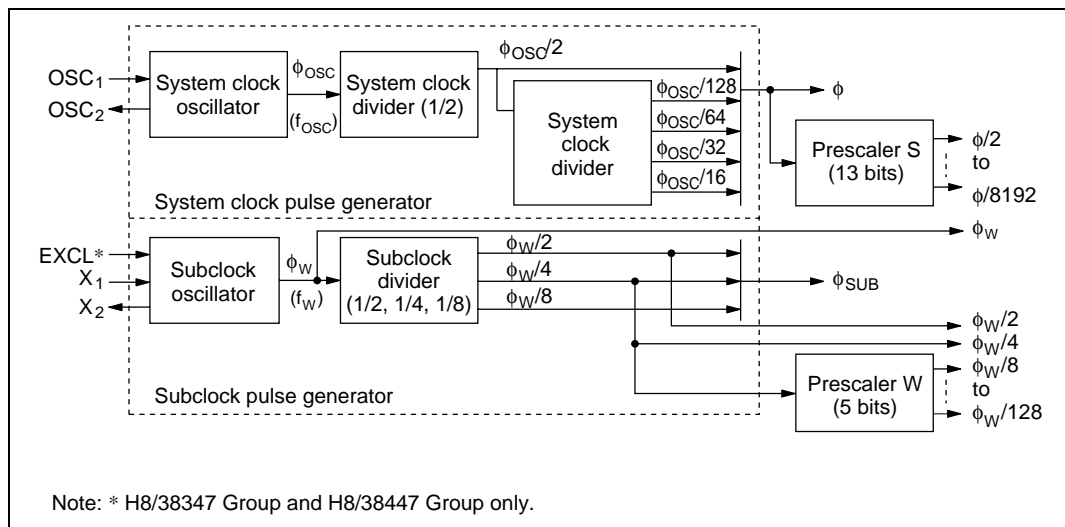 OSC1
OSC2
System clock
oscillator
ϕOSC
(fOSC)
System clock
divider (1/2)
ϕOSC/2
System
clock
divider
ϕOSC/128
ϕOSC/64
ϕOSC/32
ϕOSC/16
ϕ
Prescaler S
(13 bits)
ϕ/2
to
ϕ/8192
System clock pulse generator
EXCL*
X1
X2
Subclock
oscillator
ϕW
(fW)
Subclock
divider
(1/2, 1/4, 1/8)
ϕW/2
ϕW/4
ϕW/8
ϕW
ϕSUB
ϕW/2
ϕW/4
Prescaler W
(5 bits)
ϕW/8
to
ϕW/128
Subclock pulse generator
Note: * H8/38347 Group and H8/38447 Group only.